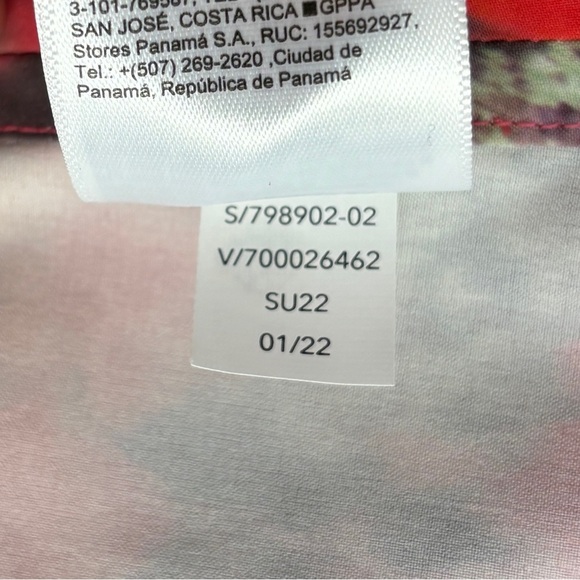 SAN JOSÉ, COSTA RICA ■ GPPA
Stores Panamá S.A., RUC: 155692927,
Tel.: +(507) 269-2620 ,Ciudad de
Panamá, República de Panamá
S/798902-02
V/700026462
SU22
01/22